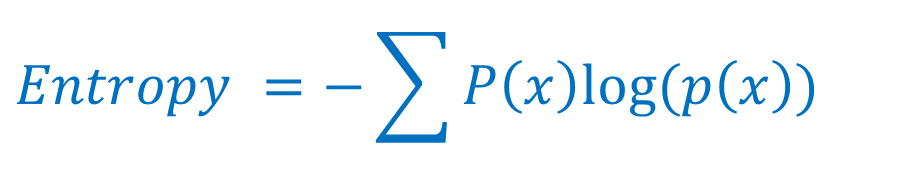 Entropy = − ∑ P(x)log(p(x))